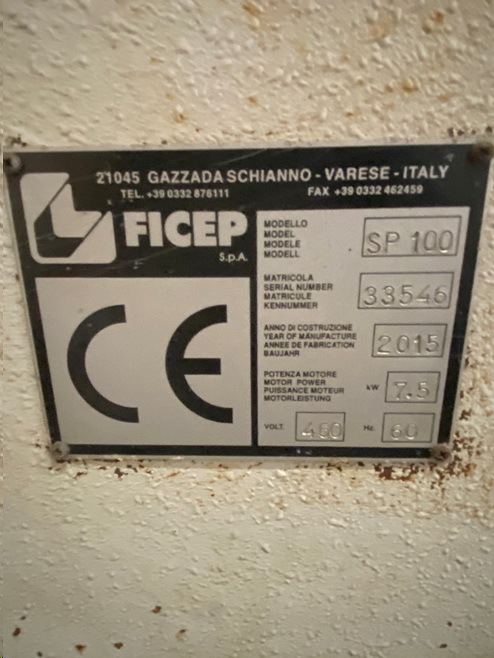 21045 GAZZADA SCHIANNO - VARESE - ITALY
TEL. +39 0332 876111 FAX +39 0332 462459
FICEP
S.p.A.
CE
MODELLO
MODEL
MODELE
MODELL
SP 100
MATRICOLA
SERIAL NUMBER
MATRICULE
KENNUMMER
33546
ANNO DI COSTRUZIONE
YEAR OF MANUFACTURE
ANNEE DE FABRICATION
BAUJAHR
2015
POTENZA MOTORE
MOTOR POWER
PUISSANCE MOTEUR
MOTORLEISTUNG
kW 7.5
VOLT. 460 Hz. 60